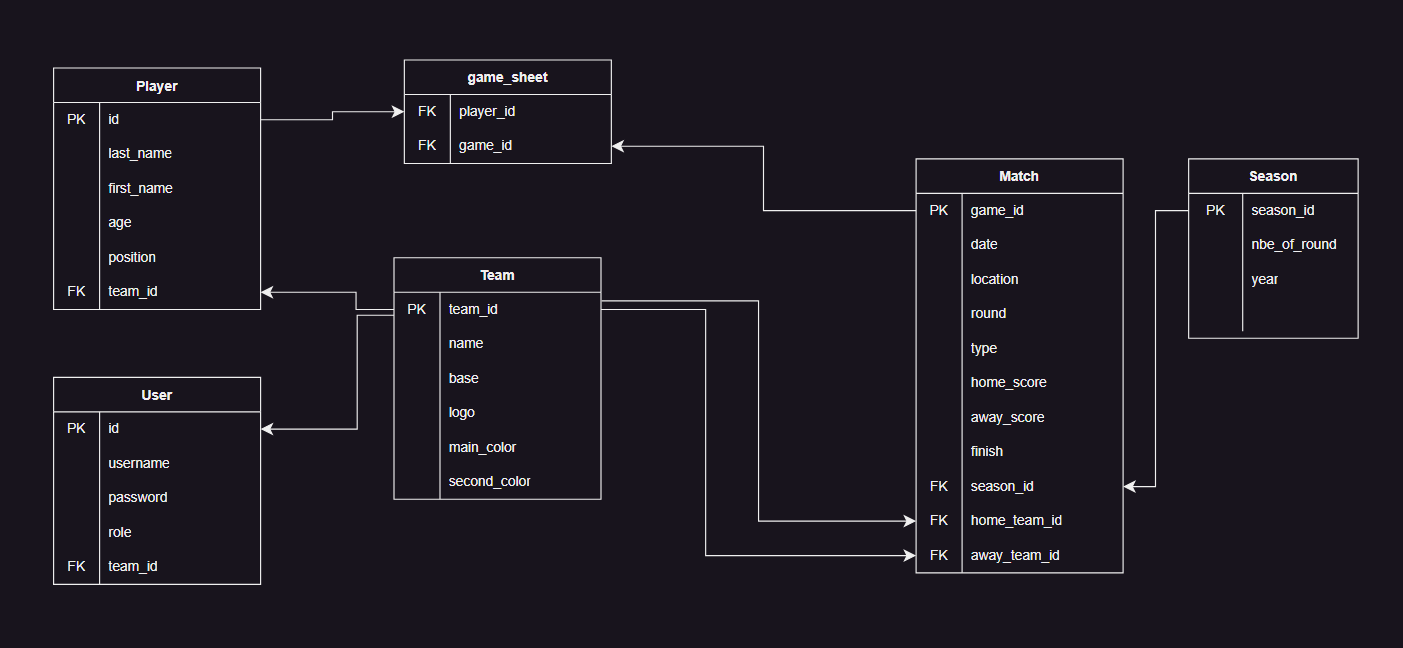 Player
PK id
last_name
first_name
age
position
FK team_id
game_sheet
FK player_id
FK game_id
Team
PK team_id
name
base
logo
main_color
second_color
User
PK id
username
password
role
FK team_id
Match
PK game_id
date
location
round
type
home_score
away_score
finish
FK season_id
FK home_team_id
FK away_team_id
Season
PK season_id
nbe_of_round
year